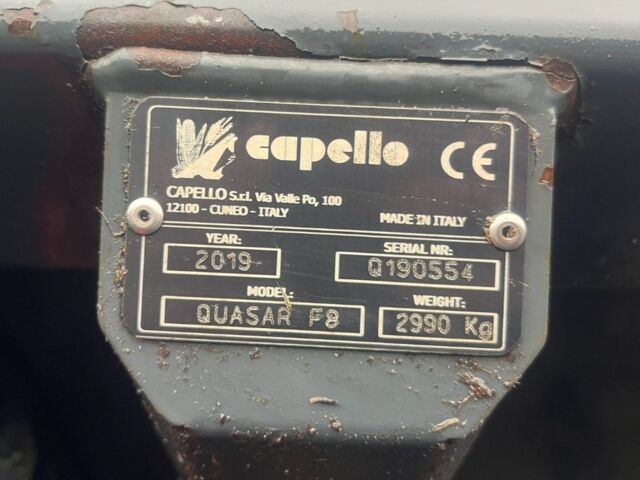 capello CE
CAPELLO S.r.l. Via Valle Po, 100
12100 - CUNEO - ITALY MADE IN ITALY
YEAR: SERIAL NR:
2019 Q190554
MODEL: WEIGHT:
QUASAR F8 2990 Kg